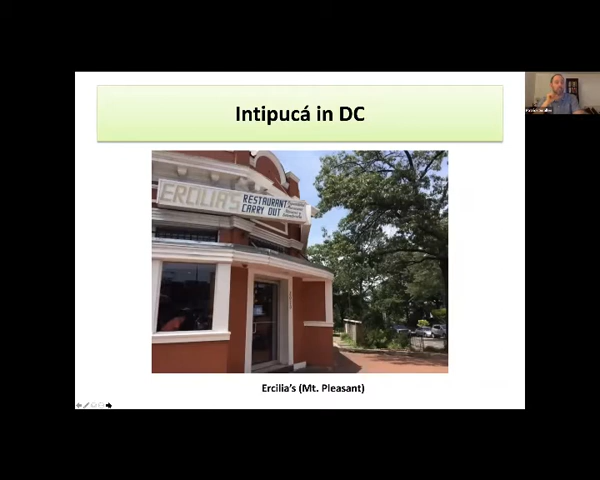 Intipucá in DC
ERCILIA'S
RESTAURANT
CARRY OUT
Ercilia's (Mt. Pleasant)